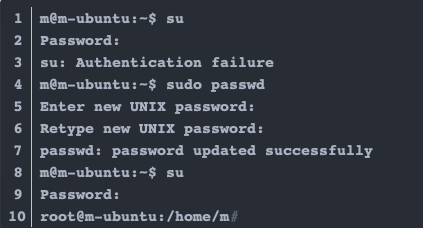 1 m@m-ubuntu:~$ su
2 Password:
3 su: Authentication failure
4 m@m-ubuntu:~$ sudo passwd
5 Enter new UNIX password:
6 Retype new UNIX password:
7 passwd: password updated successfully
8 m@m-ubuntu:~$ su
9 Password:
10 root@m-ubuntu:/home/m#